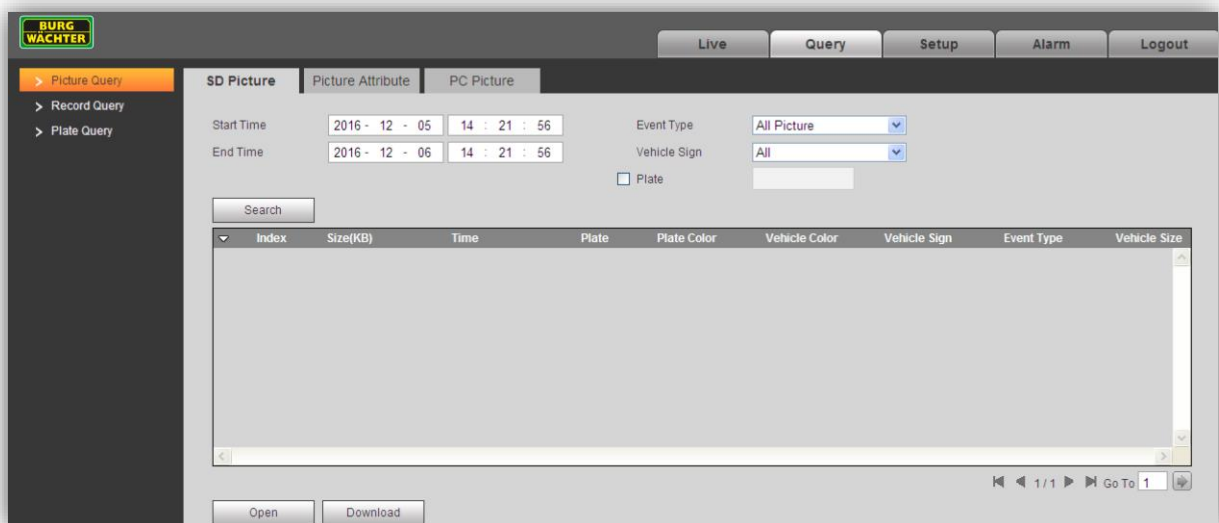 BURG
WÄCHTER
Live Query Setup Alarm Logout
> Picture Query
> Record Query
> Plate Query
SD Picture Picture Attribute PC Picture
Start Time 2016 - 12 - 05 14 : 21 : 56 Event Type All Picture
End Time 2016 - 12 - 06 14 : 21 : 56 Vehicle Sign All
Plate
Search
Index Size(KB) Time Plate Plate Color Vehicle Color Vehicle Sign Event Type Vehicle Size
1 / 1 Go To 1
Open Download